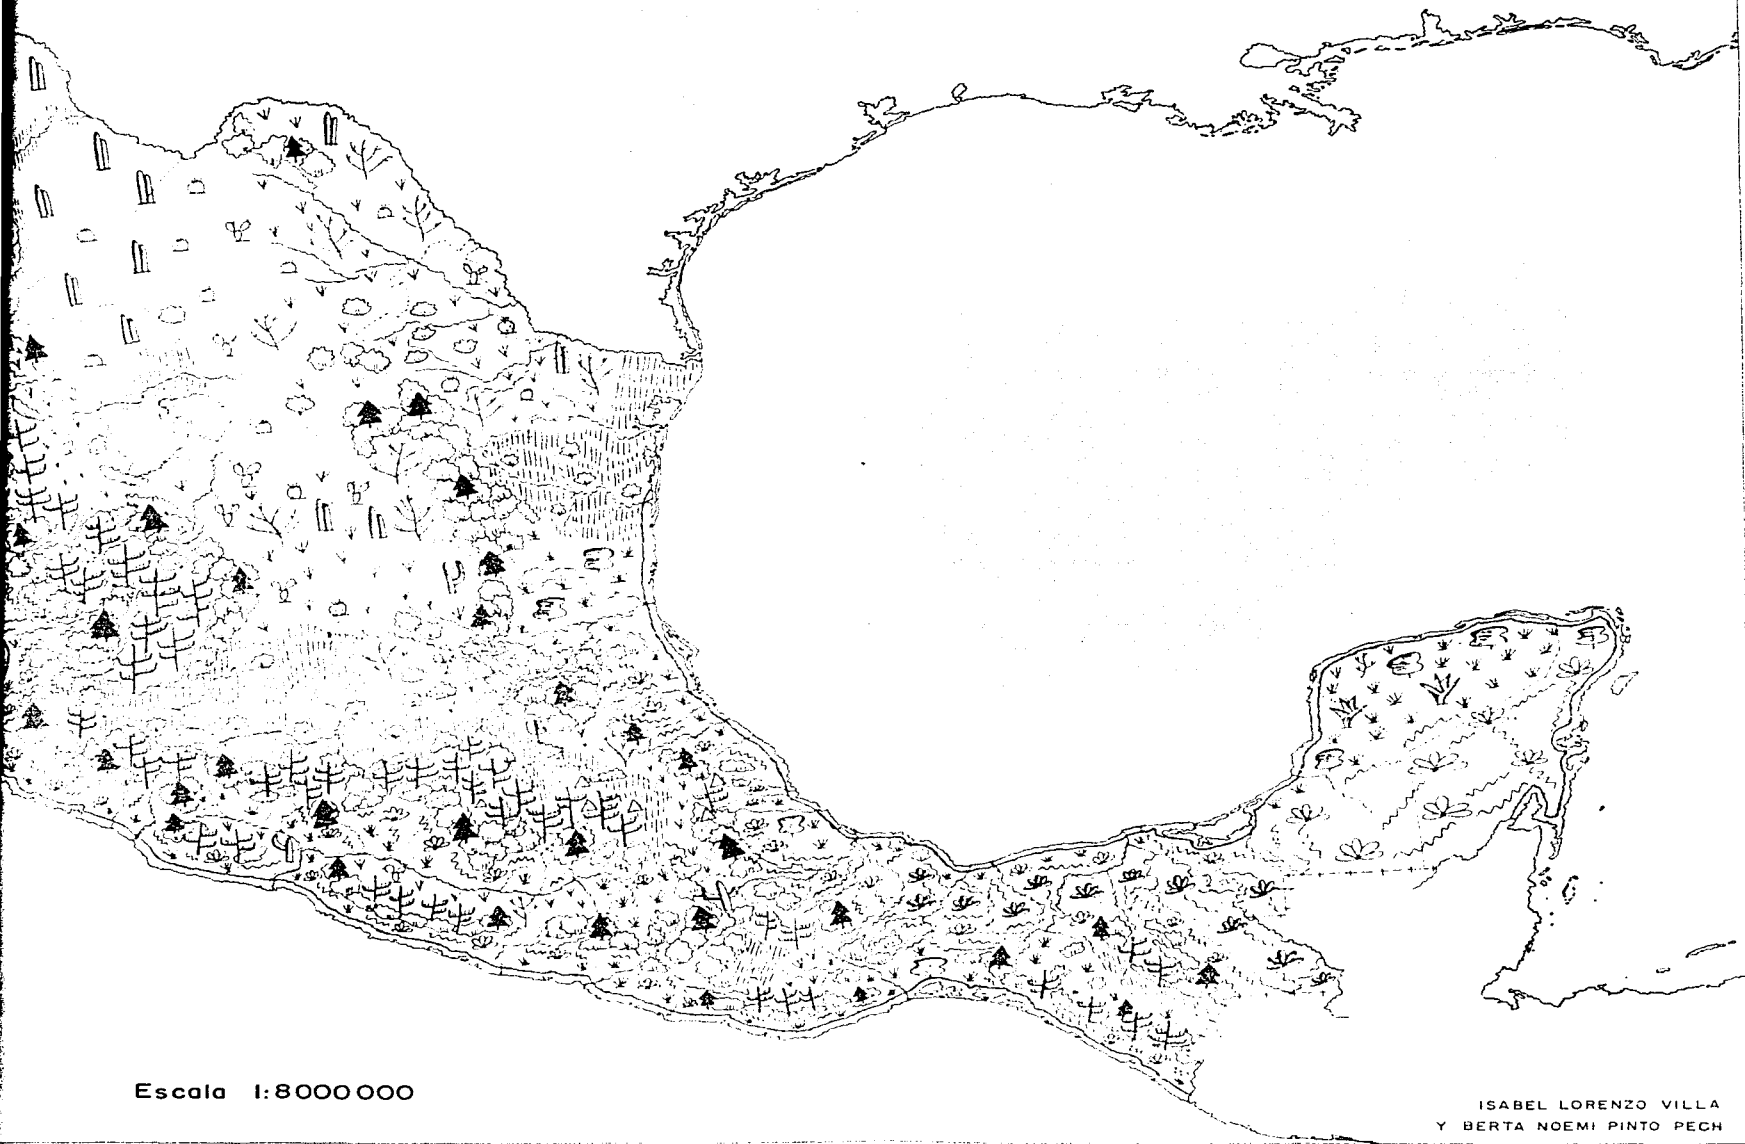 Escala 1:8000000
ISABEL LORENZO VILLA
Y BERTA NOEMI PINTO PECH